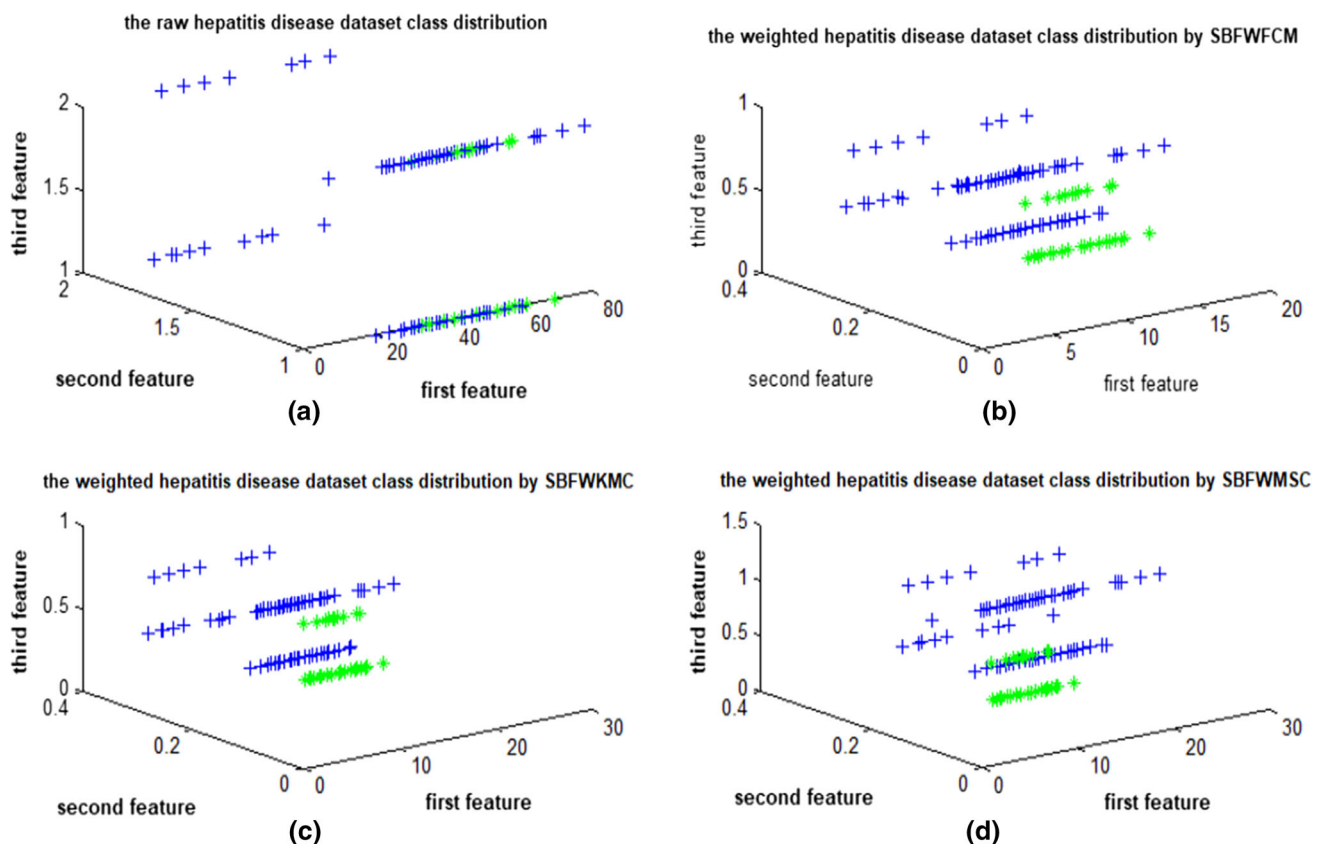 the raw hepatitis disease dataset class distribution
2
1.5
1
third feature
2
1.5
1
second feature
0
20
40
60
80
first feature
(a)
the weighted hepatitis disease dataset class distribution by SBFWFCM
1
0.5
0
third feature
0.4
0.2
0
second feature
0
5
10
15
20
first feature
(b)
the weighted hepatitis disease dataset class distribution by SBFWKMC
1
0.5
0
third feature
0.4
0.2
0
second feature
0
10
20
30
first feature
(c)
the weighted hepatitis disease dataset class distribution by SBFWMSC
1.5
1
0.5
0
third feature
0.4
0.2
0
second feature
0
10
20
30
first feature
(d)